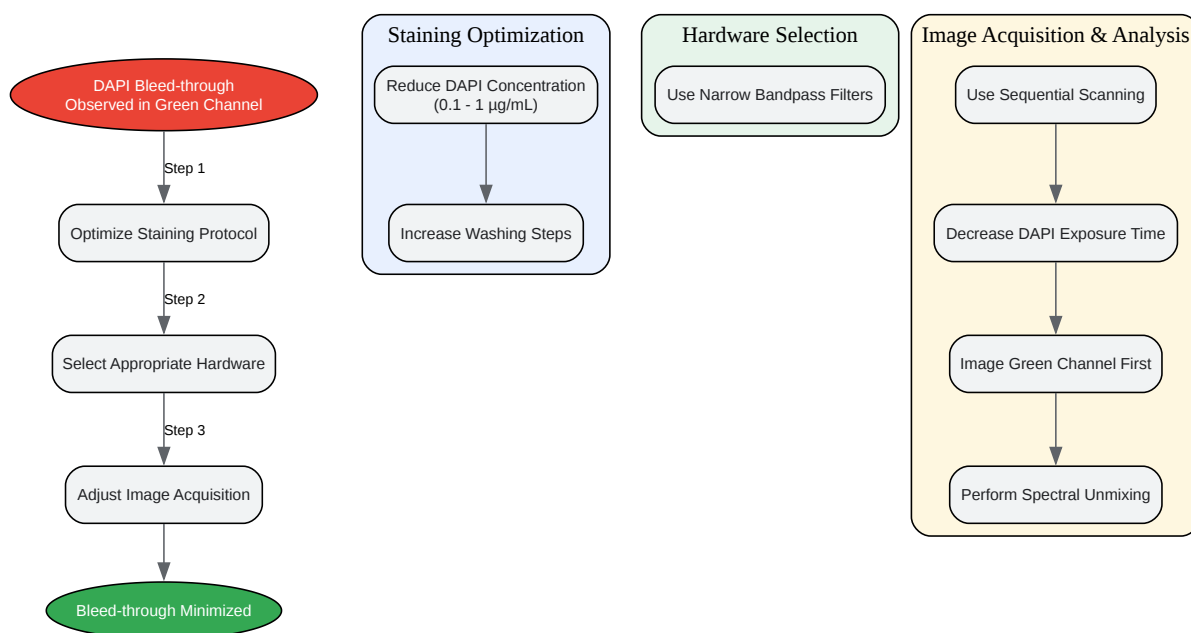 DAPI Bleed-through
Observed in Green Channel
Step 1
Optimize Staining Protocol
Step 2
Select Appropriate Hardware
Step 3
Adjust Image Acquisition
Bleed-through Minimized
Staining Optimization
Reduce DAPI Concentration
(0.1 - 1 µg/mL)
Increase Washing Steps
Hardware Selection
Use Narrow Bandpass Filters
Image Acquisition & Analysis
Use Sequential Scanning
Decrease DAPI Exposure Time
Image Green Channel First
Perform Spectral Unmixing